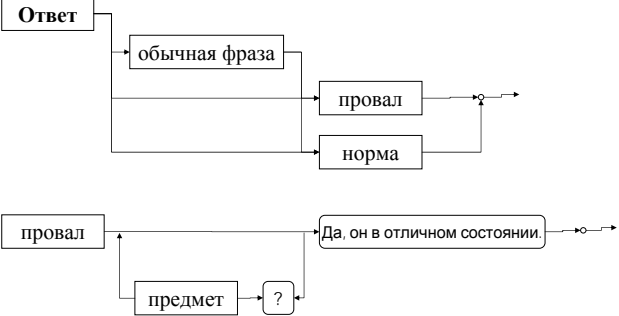 Ответ
обычная фраза
провал
норма
провал
Да, он в отличном состоянии.
предмет
?